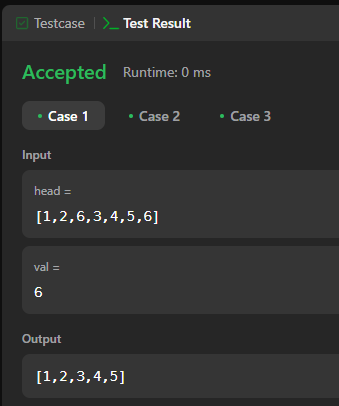 Testcase | >_ Test Result
Accepted Runtime: 0 ms
• Case 1 • Case 2 • Case 3
Input
head =
[1,2,6,3,4,5,6]
val =
6
Output
[1,2,3,4,5]